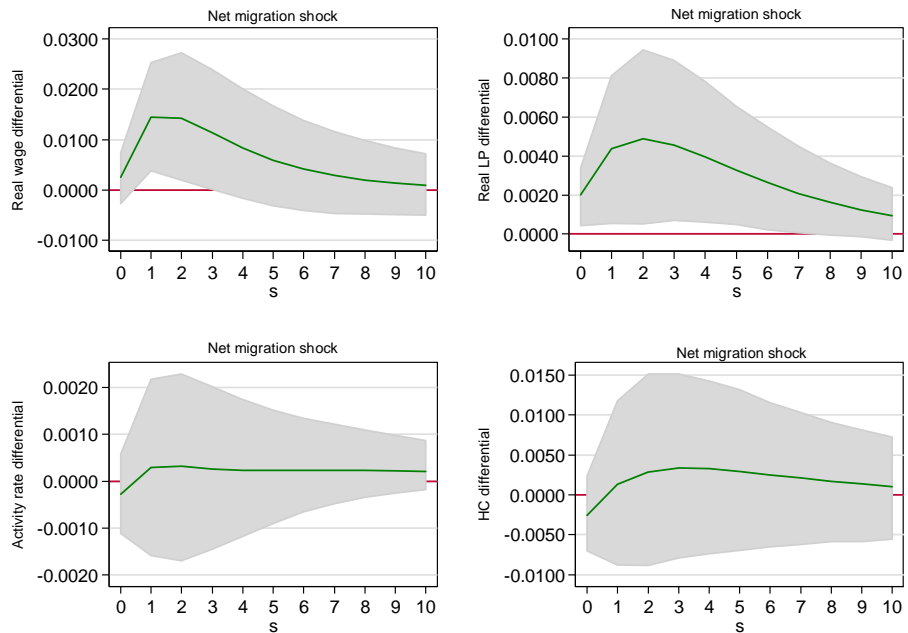 Net migration shock
Real wage differential
0.0300
0.0200
0.0100
0.0000
-0.0100
0 1 2 3 4 5 6 7 8 9 10
s
Net migration shock
Real LP differential
0.0100
0.0080
0.0060
0.0040
0.0020
0.0000
0 1 2 3 4 5 6 7 8 9 10
s
Net migration shock
Activity rate differential
0.0020
0.0010
0.0000
-0.0010
-0.0020
0 1 2 3 4 5 6 7 8 9 10
s
Net migration shock
HC differential
0.0150
0.0100
0.0050
0.0000
-0.0050
-0.0100
0 1 2 3 4 5 6 7 8 9 10
s